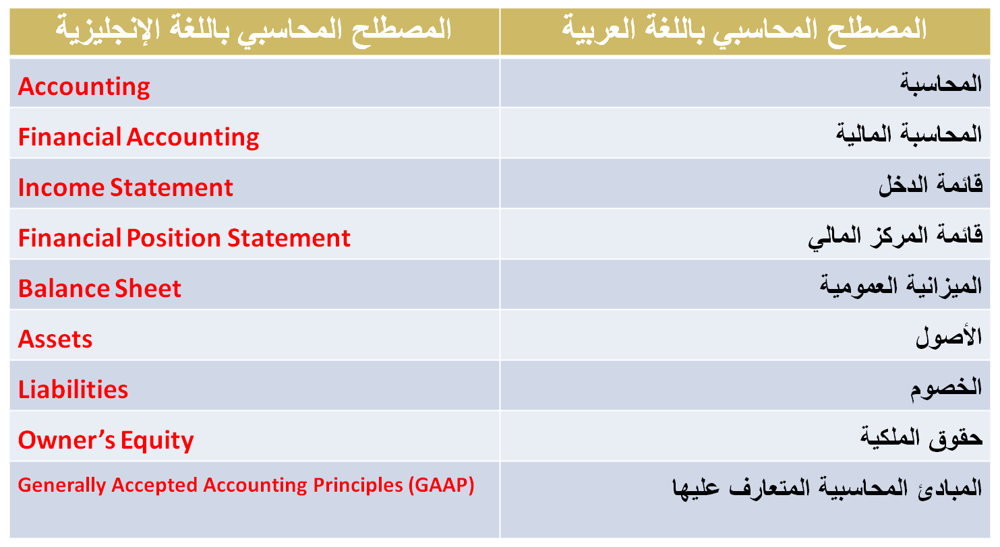 المصطلح المحاسبي باللغة العربية
المصطلح المحاسبي باللغة الإنجليزية
المحاسبة
Accounting
المحاسبة المالية
Financial Accounting
قائمة الدخل
Income Statement
قائمة المركز المالي
Financial Position Statement
الميزانية العمومية
Balance Sheet
الأصول
Assets
الخصوم
Liabilities
حقوق الملكية
Owner’s Equity
المبادئ المحاسبية المتعارف عليها
Generally Accepted Accounting Principles (GAAP)